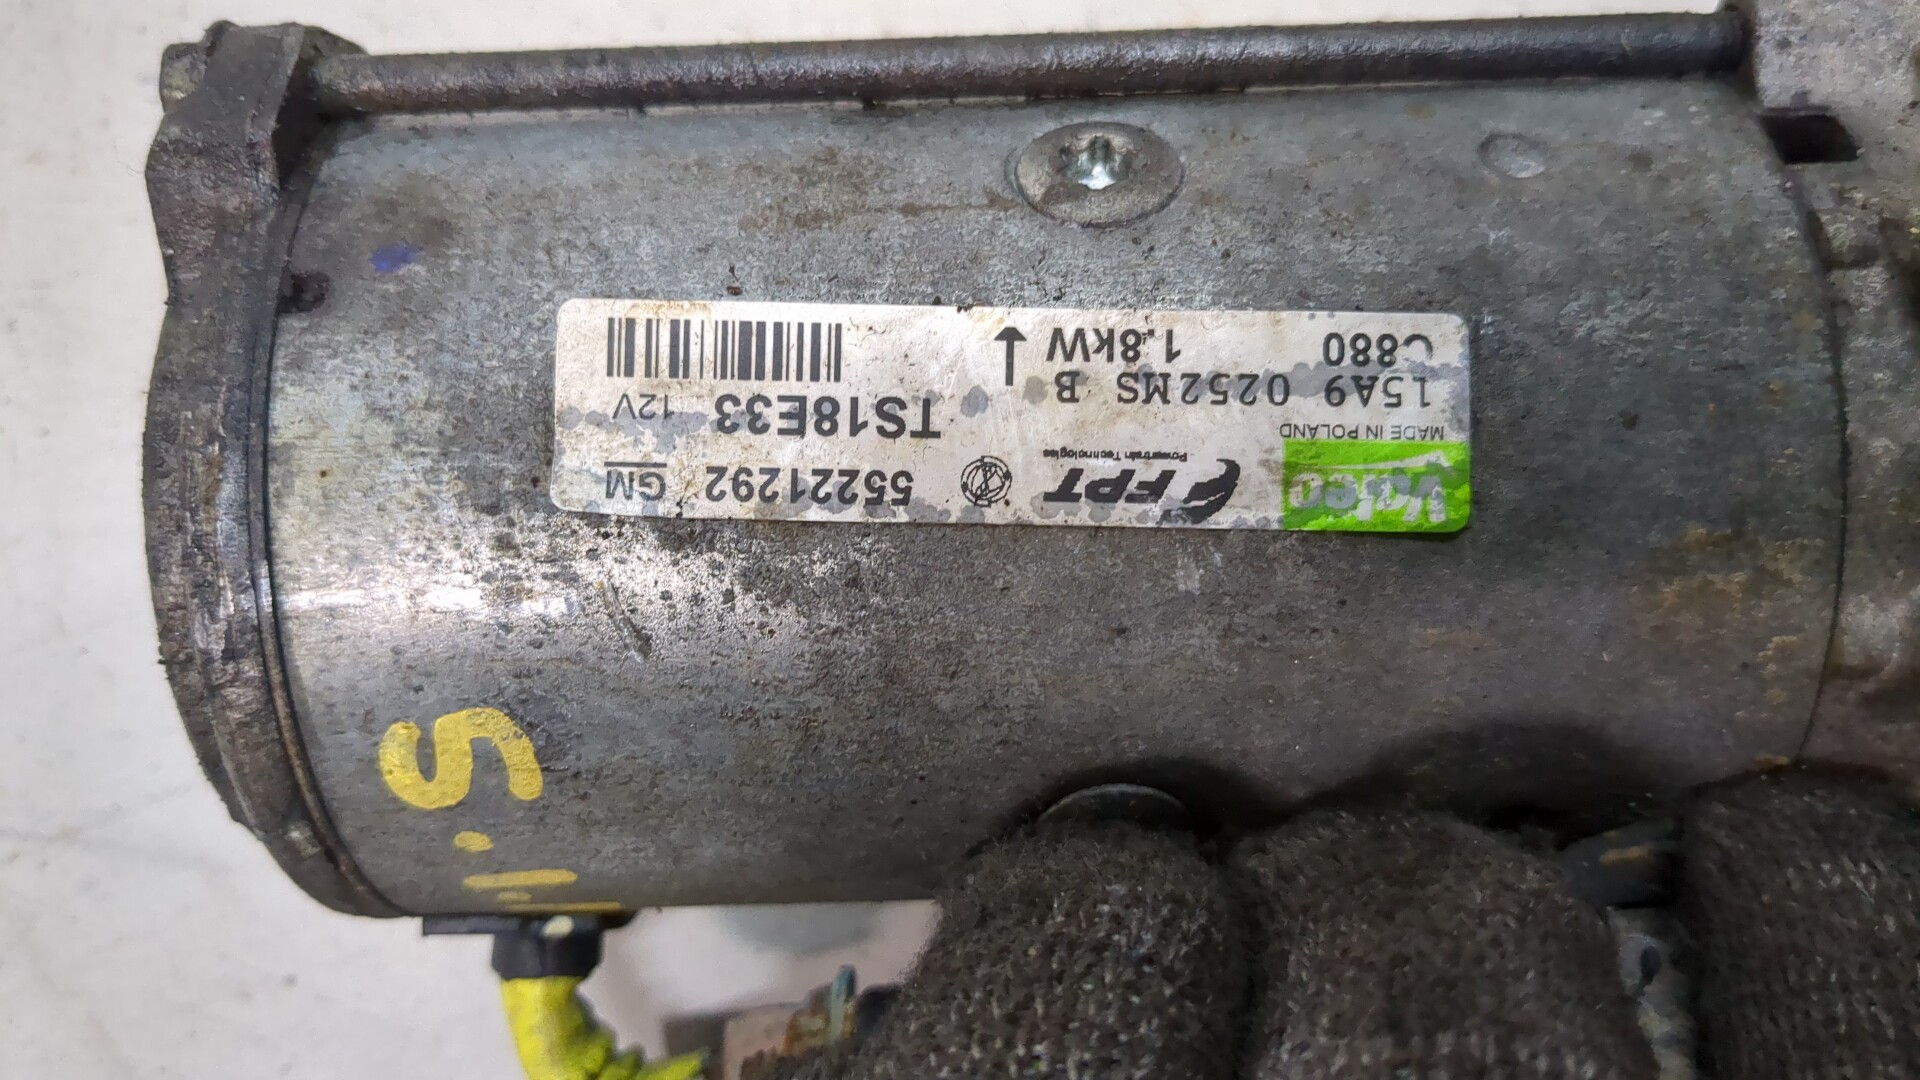 Valeo
FPT
Powertrain Technologies
55221292 GM
MADE IN POLAND
TS18E33 12V
15A9 0252MS B
C880 1.8kW